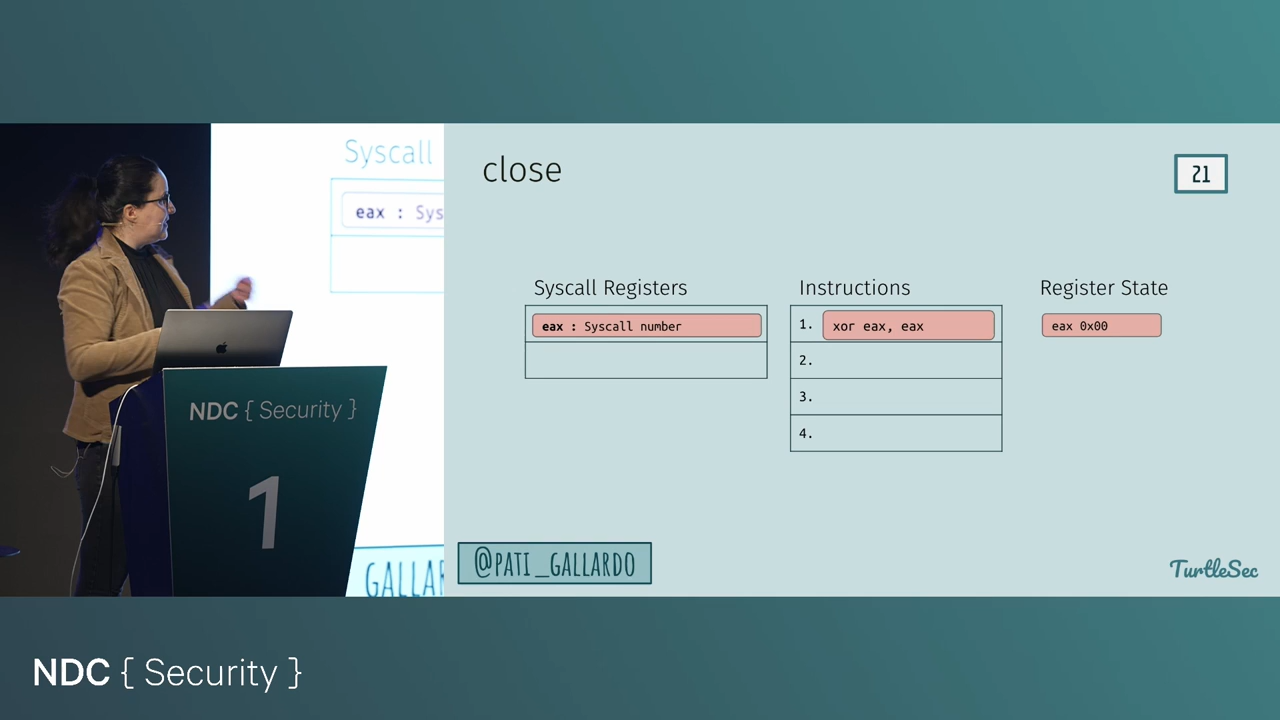 Syscall
eax : Sys
NDC { Security }
1
GALLAR
close
21
Syscall Registers
eax : Syscall number
Instructions
1. xor eax, eax
2.
3.
4.
Register State
eax 0x00
@PATI_GALLARDO
TurtleSec
NDC { Security }